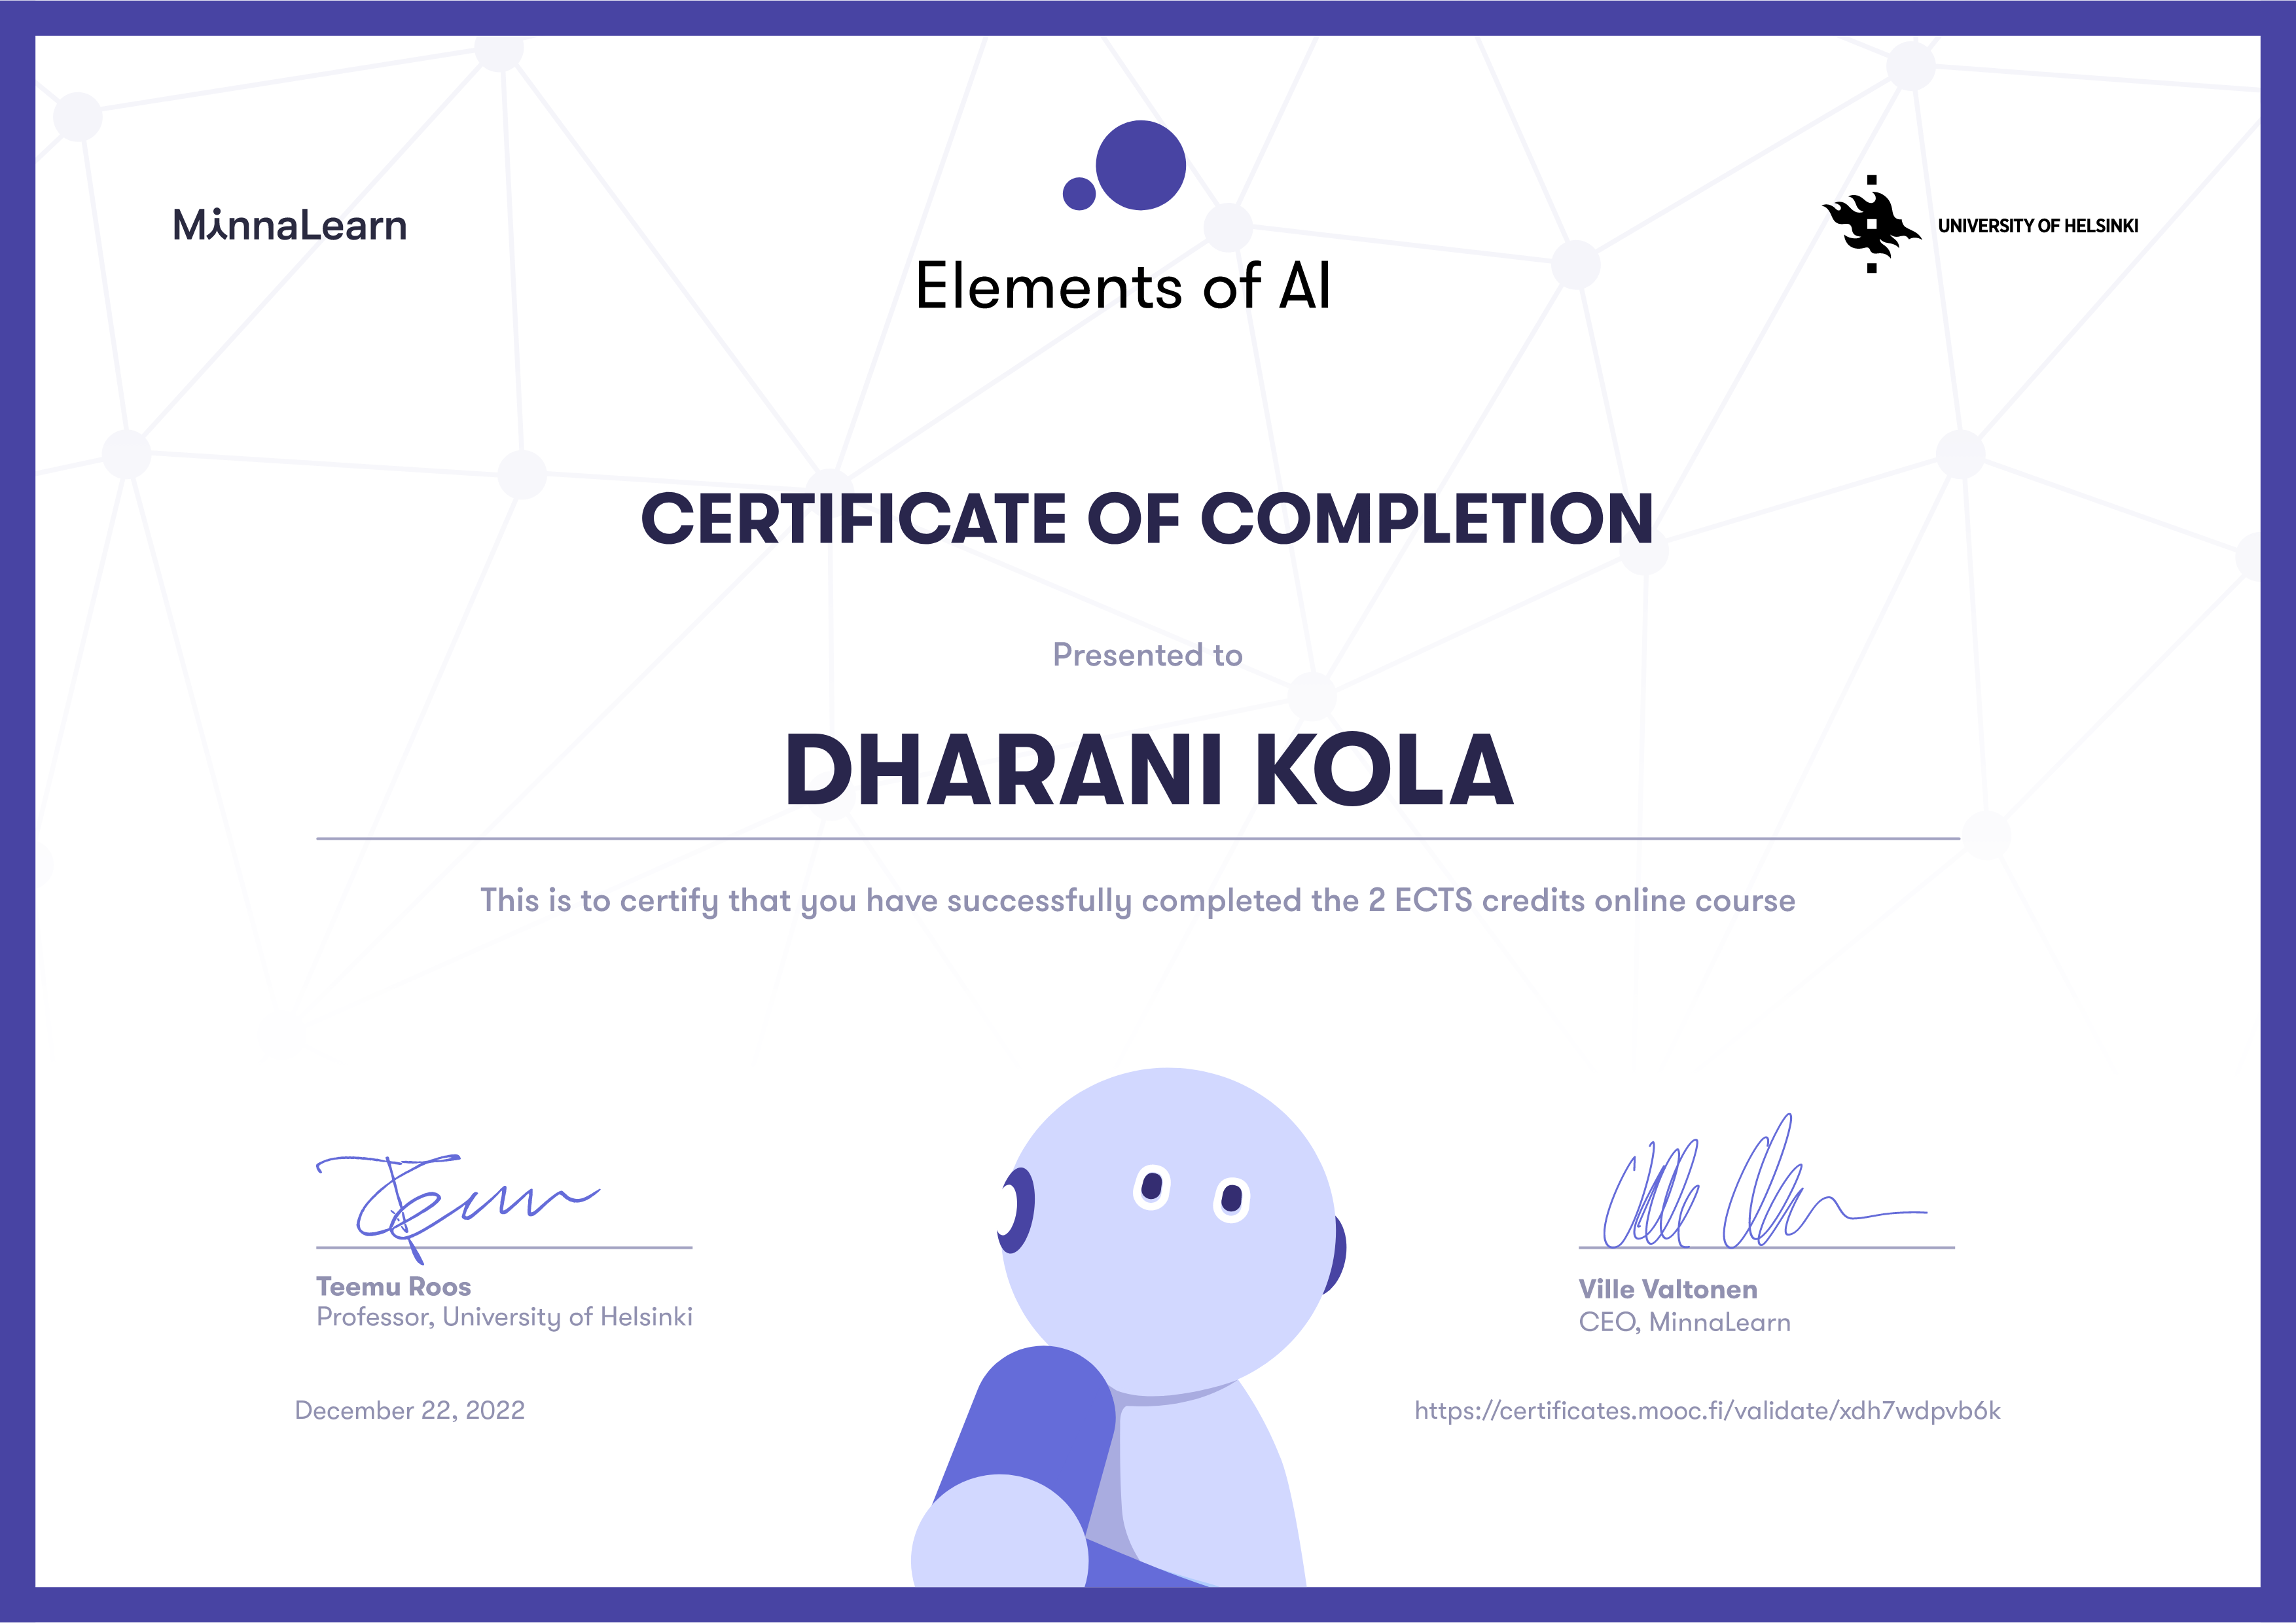 MinnaLearn
Elements of AI
UNIVERSITY OF HELSINKI
CERTIFICATE OF COMPLETION
Presented to
DHARANI KOLA
This is to certify that you have successfully completed the 2 ECTS credits online course
Teemu Roos
Professor, University of Helsinki
December 22, 2022
Ville Valtonen
CEO, MinnaLearn
https://certificates.mooc.fi/validate/xdh7wdpvb6k